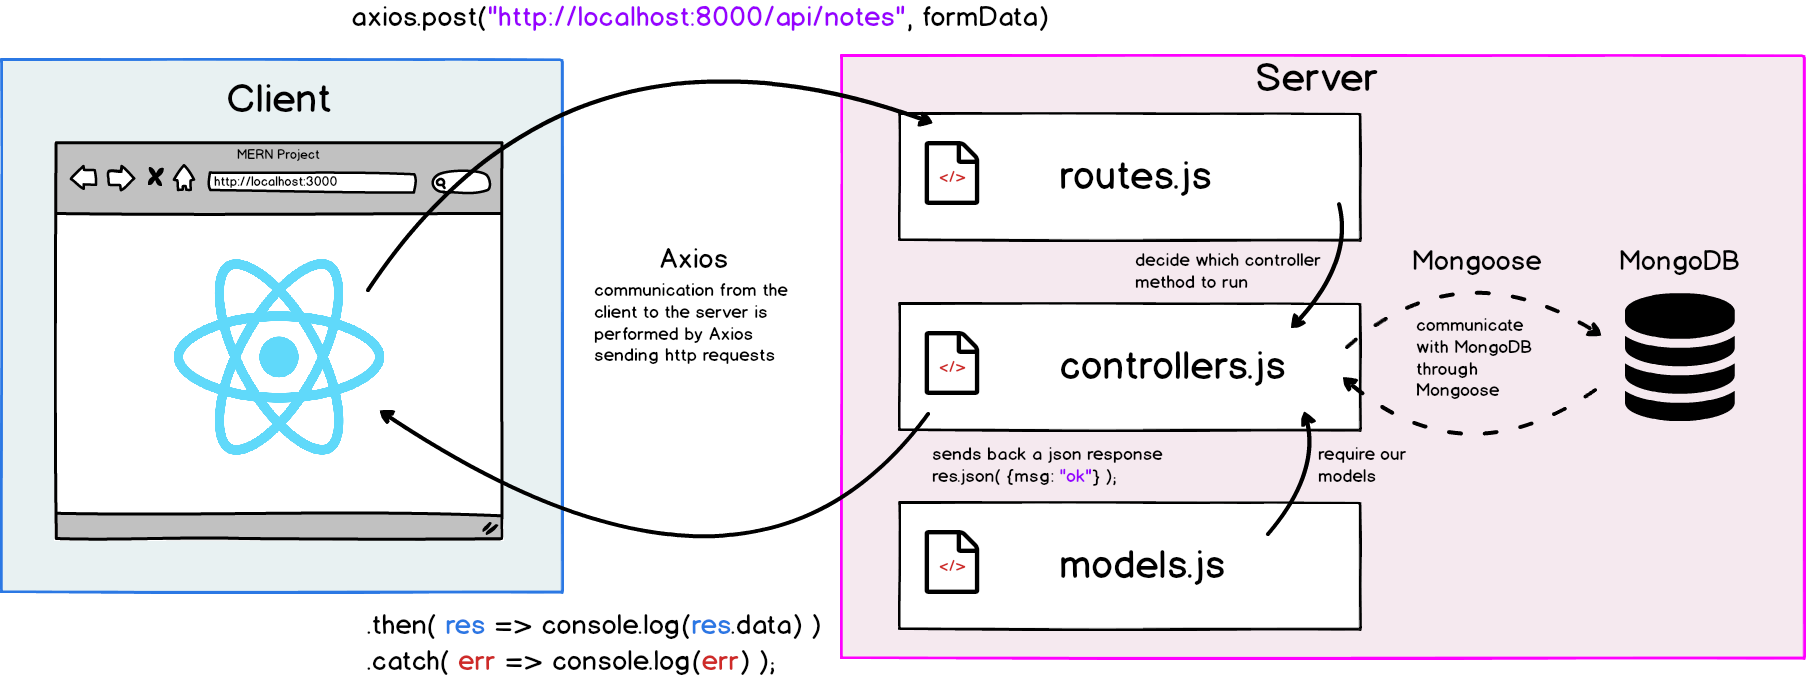 axios.post("http://localhost:8000/api/notes", formData)
Client
MERN Project
http://localhost:3000
Axios
communication from the
client to the server is
performed by Axios
sending http requests
Server
</>
routes.js
decide which controller
method to run
</>
controllers.js
Mongoose
communicate
with MongoDB
through
Mongoose
MongoDB
sends back a json response
res.json( {msg: "ok"} );
require our
models
</>
models.js
.then( res => console.log(res.data) )
.catch( err => console.log(err) );